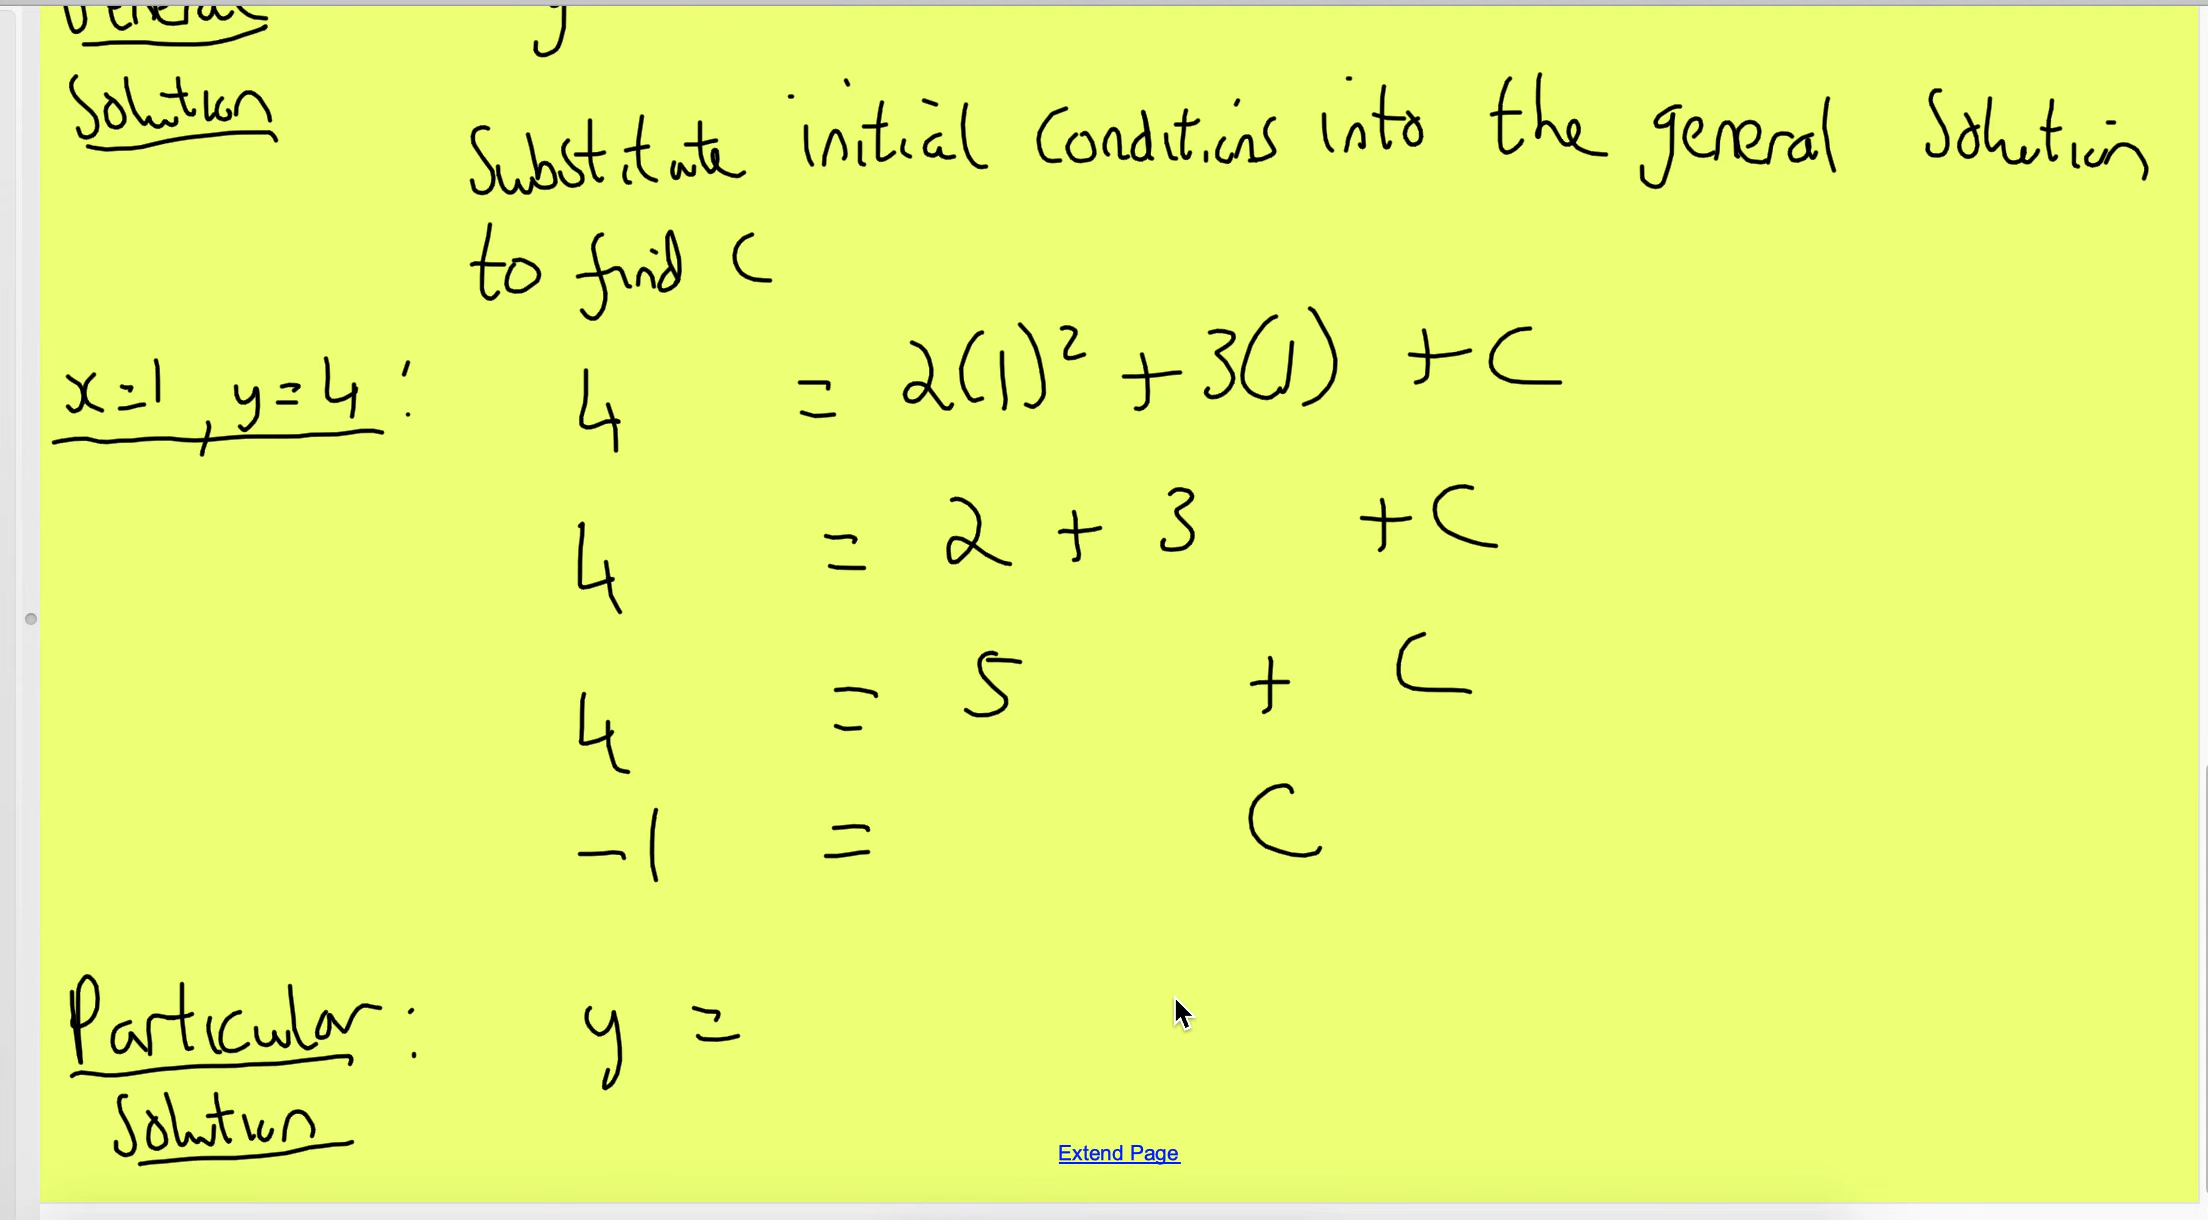 General
y
Solution
Substitute initial conditions into the general solution
to find C
x=1, y=4: 4 = 2(1)² + 3(1) + C
4 = 2 + 3 + C
4 = 5 + C
-1 = C
Particular: y =
Solution
Extend Page